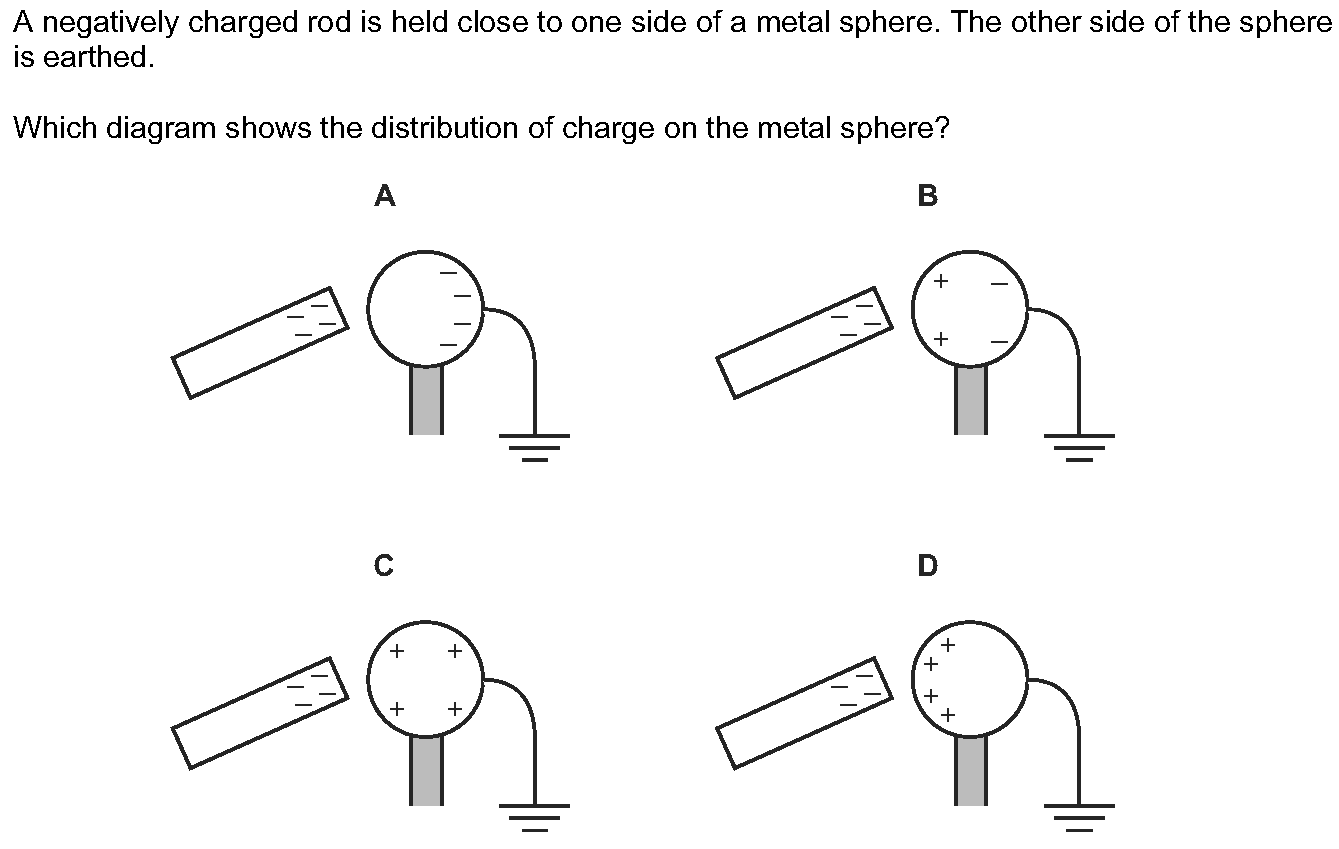 A negatively charged rod is held close to one side of a metal sphere. The other side of the sphere
is earthed.
Which diagram shows the distribution of charge on the metal sphere?
A
B
C
D